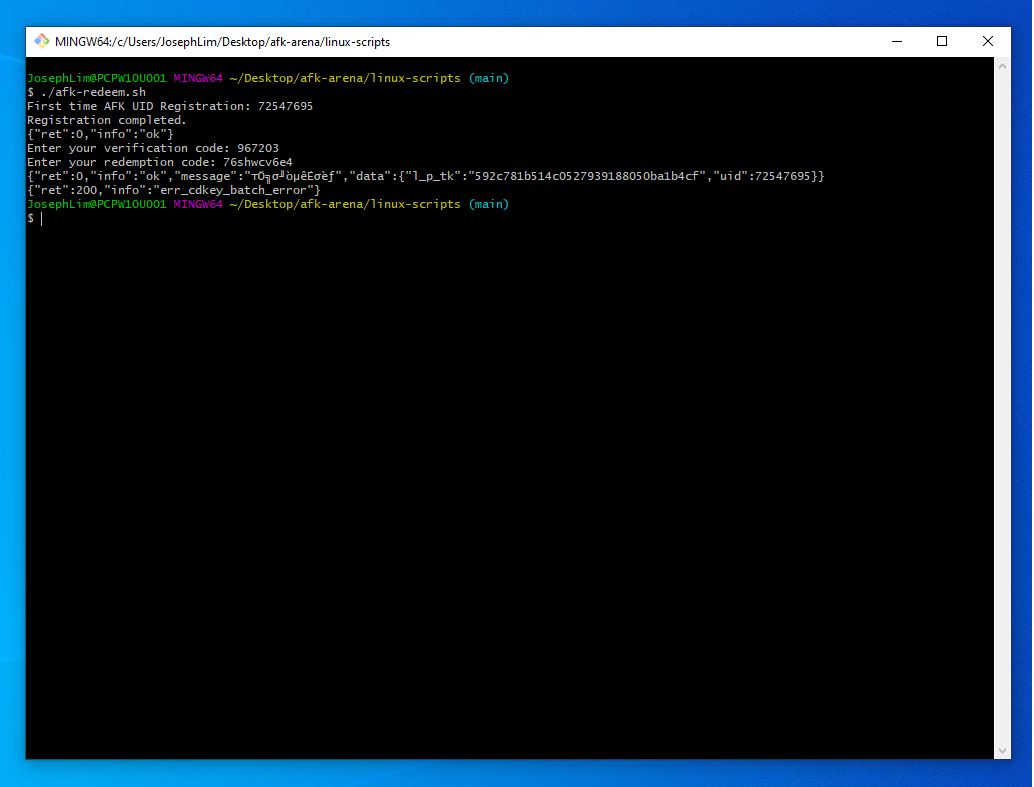 MINGW64:/c/Users/JosephLim/Desktop/afk-arena/linux-scripts
JosephLim@PCPW10U001 MINGW64 ~/Desktop/afk-arena/linux-scripts (main)
$ ./afk-redeem.sh
First time AFK UID Registration: 72547695
Registration completed.
{"ret":0,"info":"ok"}
Enter your verification code: 967203
Enter your redemption code: 76shwcv6e4
{"ret":0,"info":"ok","message":"τÖ╗σ╜òµêÉσèƒ","data":{"l_p_tk":"592c781b514c0527939188050ba1b4cf","uid":72547695}}
{"ret":200,"info":"err_cdkey_batch_error"}
JosephLim@PCPW10U001 MINGW64 ~/Desktop/afk-arena/linux-scripts (main)
$